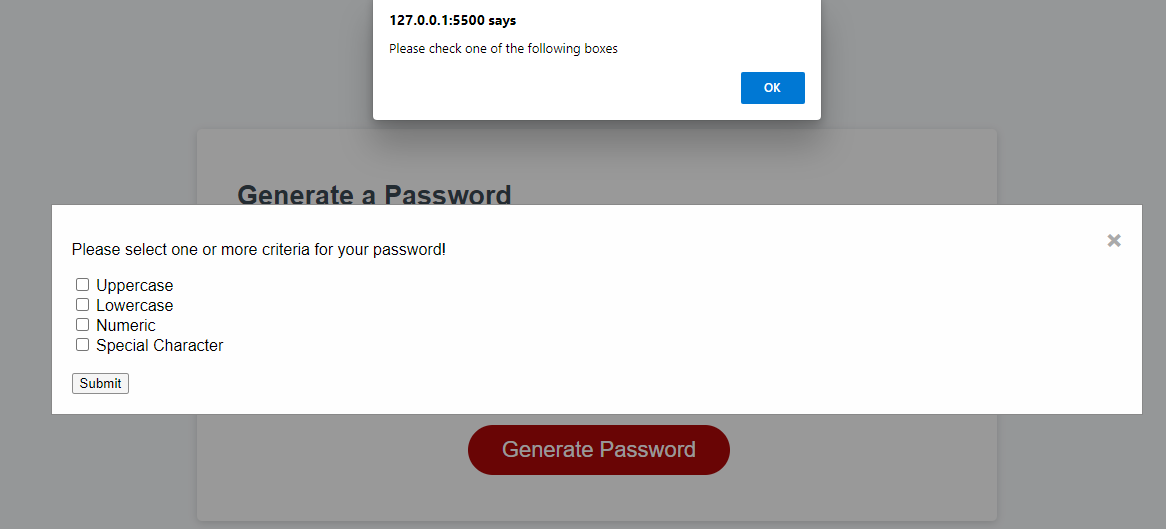 127.0.0.1:5500 says
Please check one of the following boxes
OK
Generate a Password
Please select one or more criteria for your password!
×
Uppercase
Lowercase
Numeric
Special Character
Submit
Generate Password